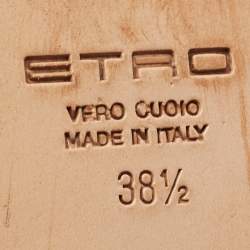 ETRO
VERO CUOIO
MADE IN ITALY
38½